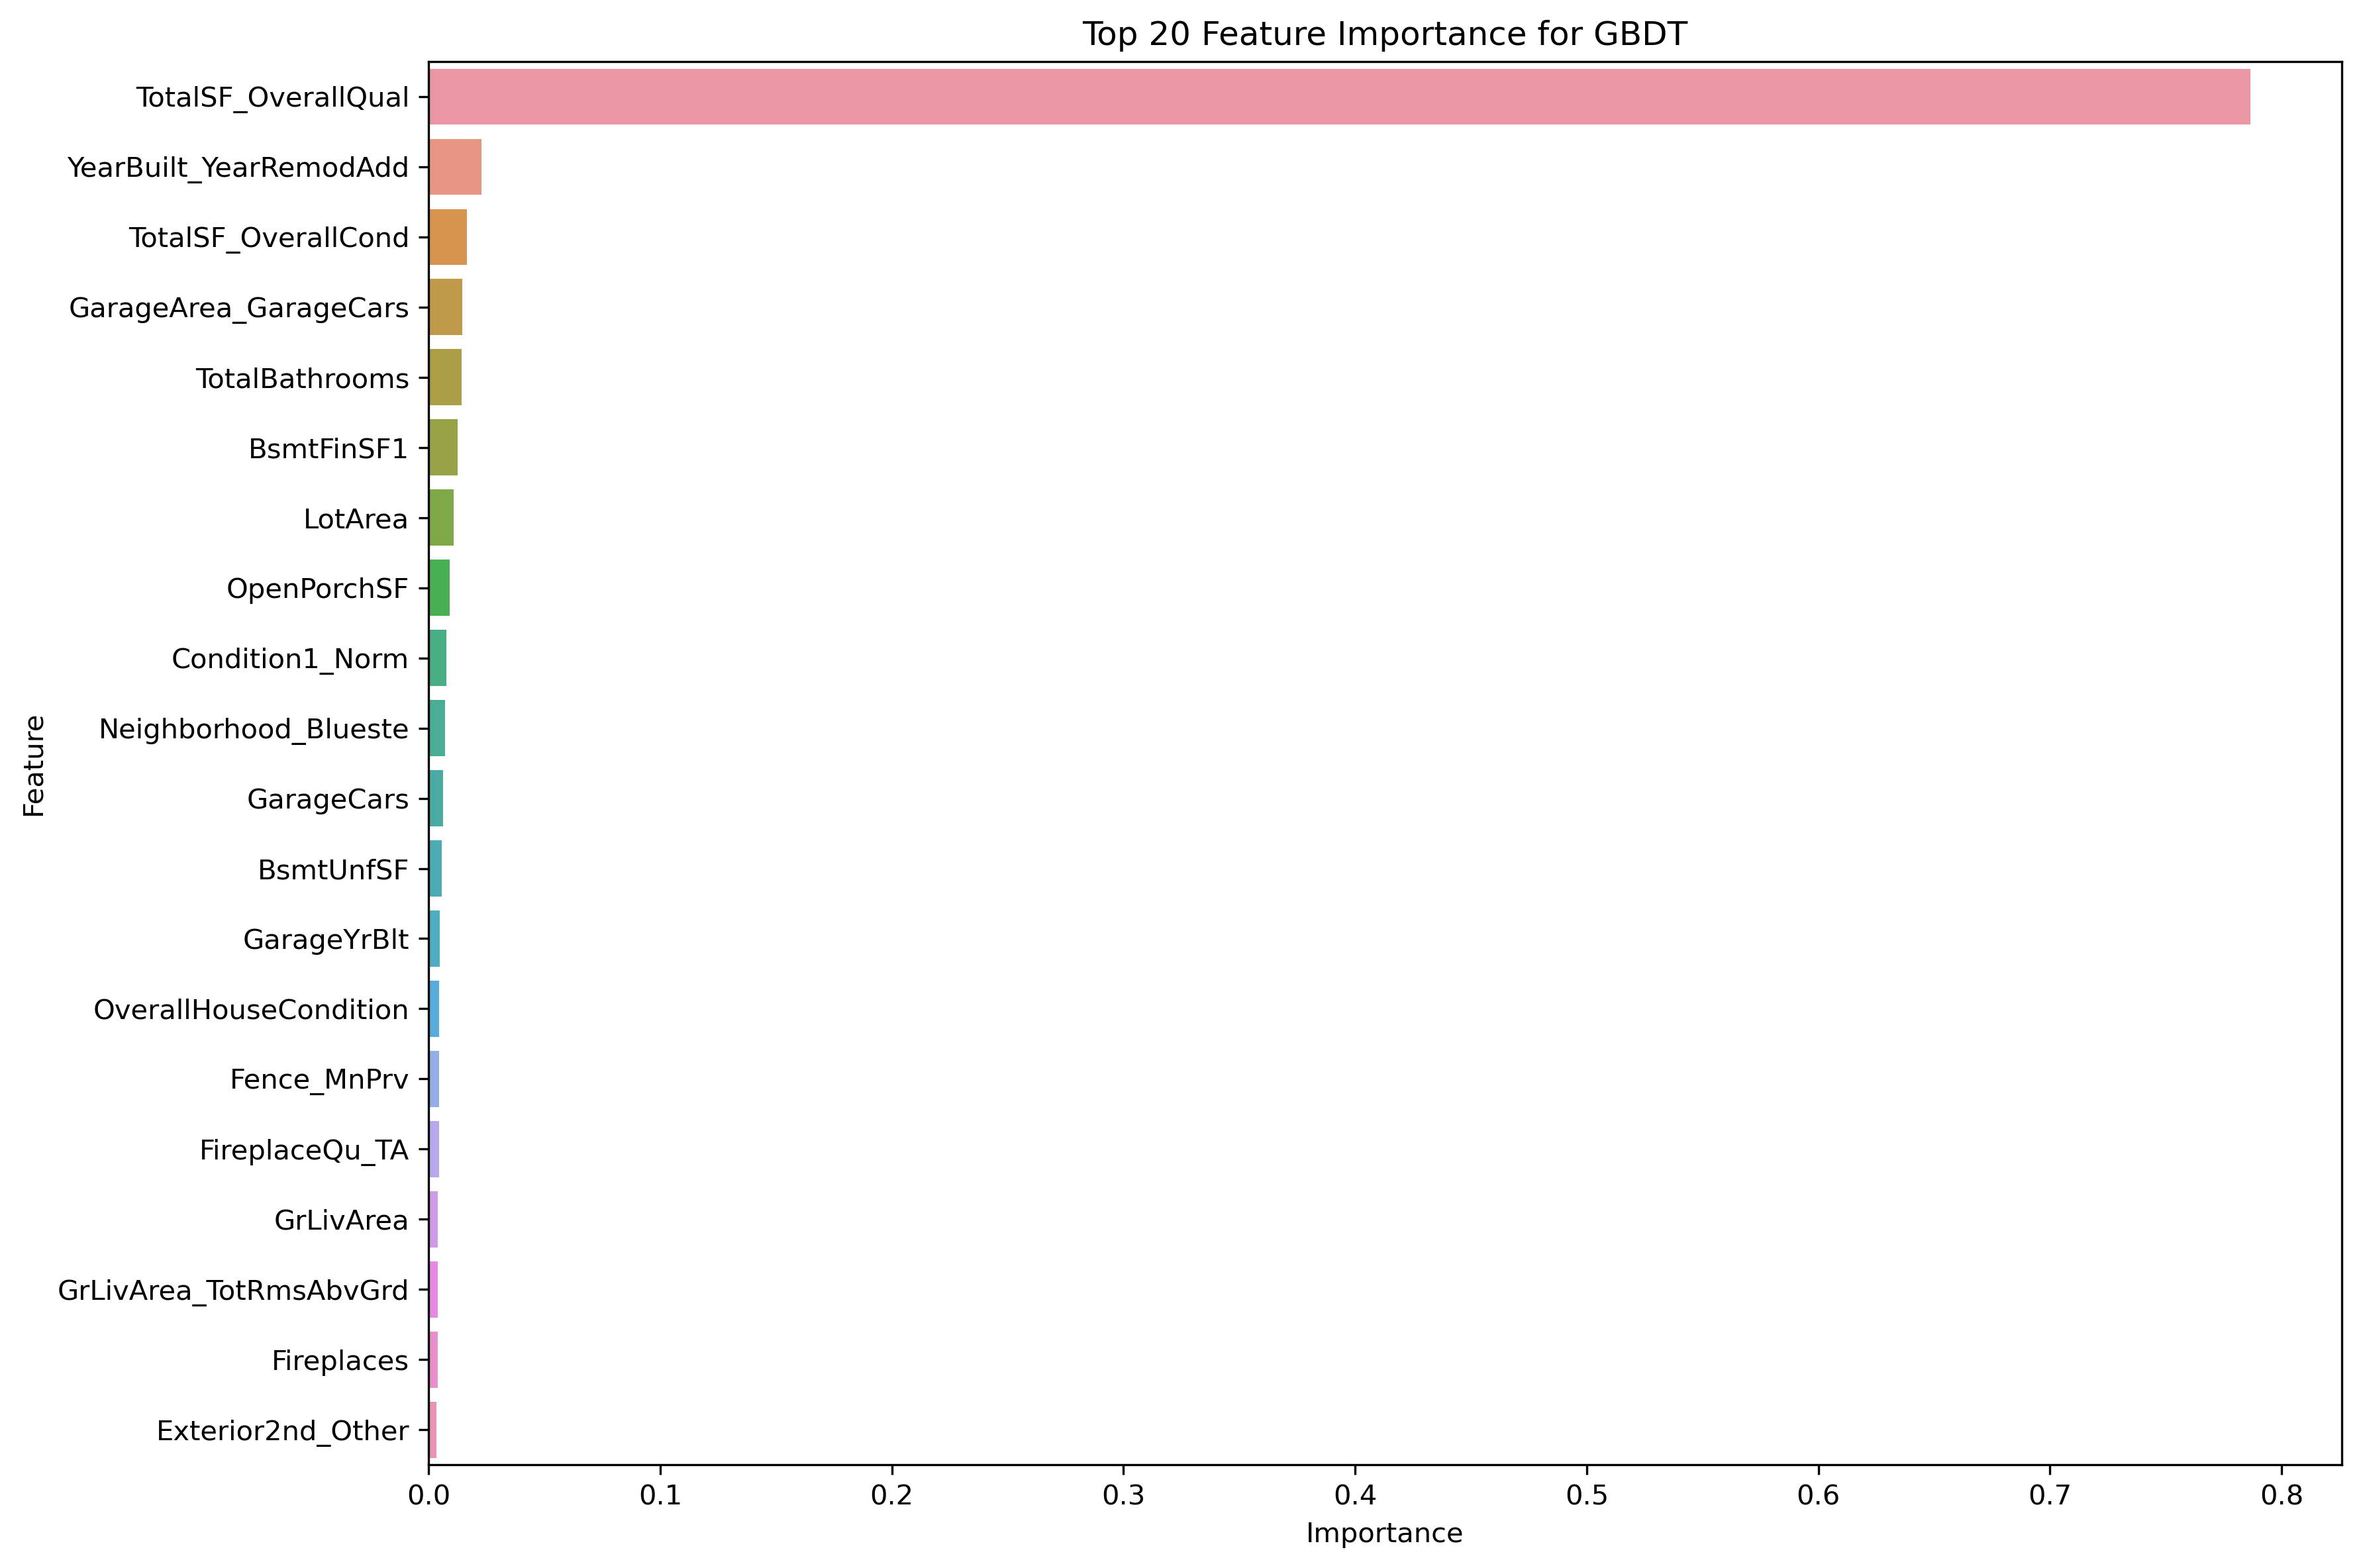 Top 20 Feature Importance for GBDT
TotalSF_OverallQual
YearBuilt_YearRemodAdd
TotalSF_OverallCond
GarageArea_GarageCars
TotalBathrooms
BsmtFinSF1
LotArea
OpenPorchSF
Condition1_Norm
Neighborhood_Blueste
GarageCars
BsmtUnfSF
GarageYrBlt
OverallHouseCondition
Fence_MnPrv
FireplaceQu_TA
GrLivArea
GrLivArea_TotRmsAbvGrd
Fireplaces
Exterior2nd_Other
Feature
0.0 0.1 0.2 0.3 0.4 0.5 0.6 0.7 0.8
Importance